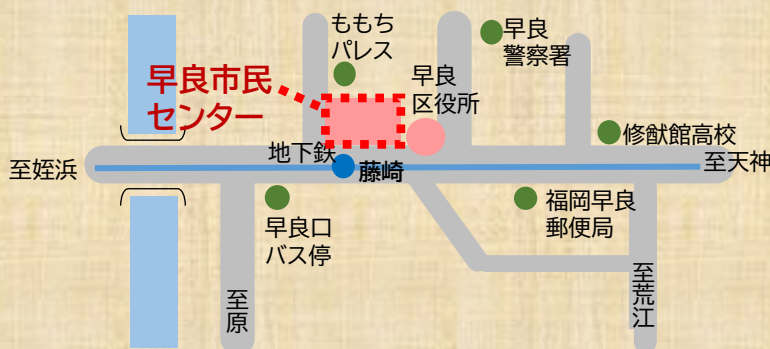 ももち
パレス
早良
警察署
早良市民
センター
早良
区役所
修猷館高校
地下鉄
藤崎
至姪浜
至天神
早良口
バス停
福岡早良
郵便局
至原
至荒江